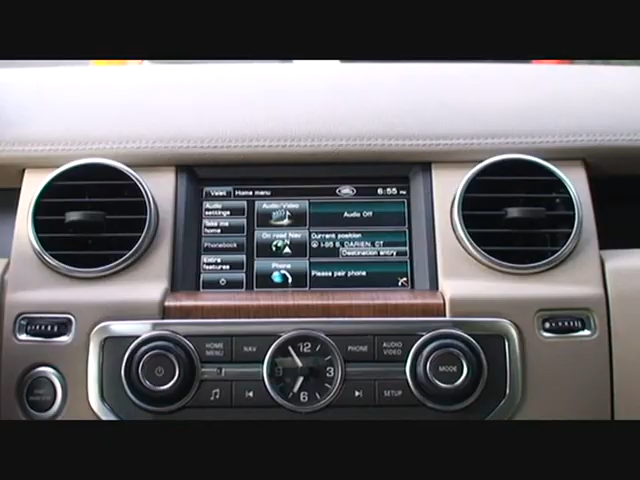 Valet Home menu LAND ROVER 6:55
Audio settings
Take me home
Phonebook
Extra features
Audio/Video
On road Nav
Phone
Audio Off
Current position
I-95 B, DARIEN, CT
Destination entry
Please pair phone
HOME MENU
NAV
PHONE
AUDIO VIDEO
MODE
SETUP
12
3
6